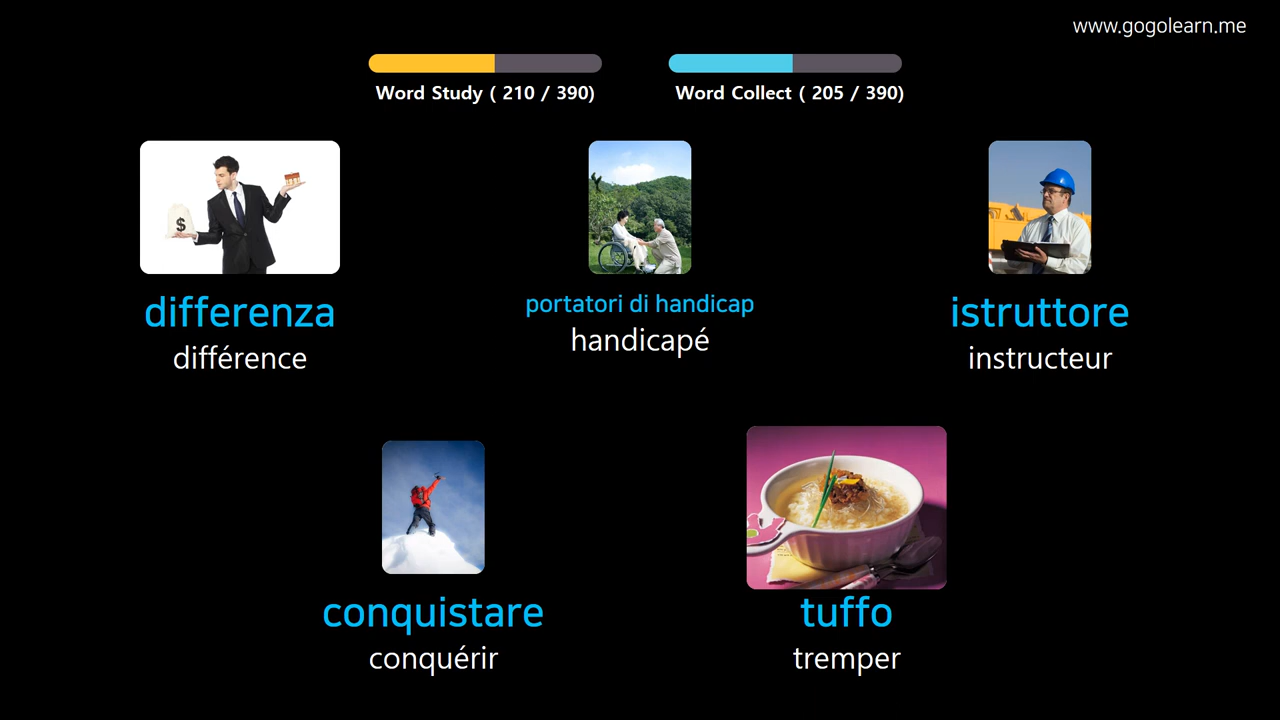 www.gogolearn.me
Word Study ( 210 / 390)
Word Collect ( 205 / 390)
differenza
différence
portatori di handicap
handicapé
istruttore
instructeur
conquistare
conquérir
tuffo
tremper